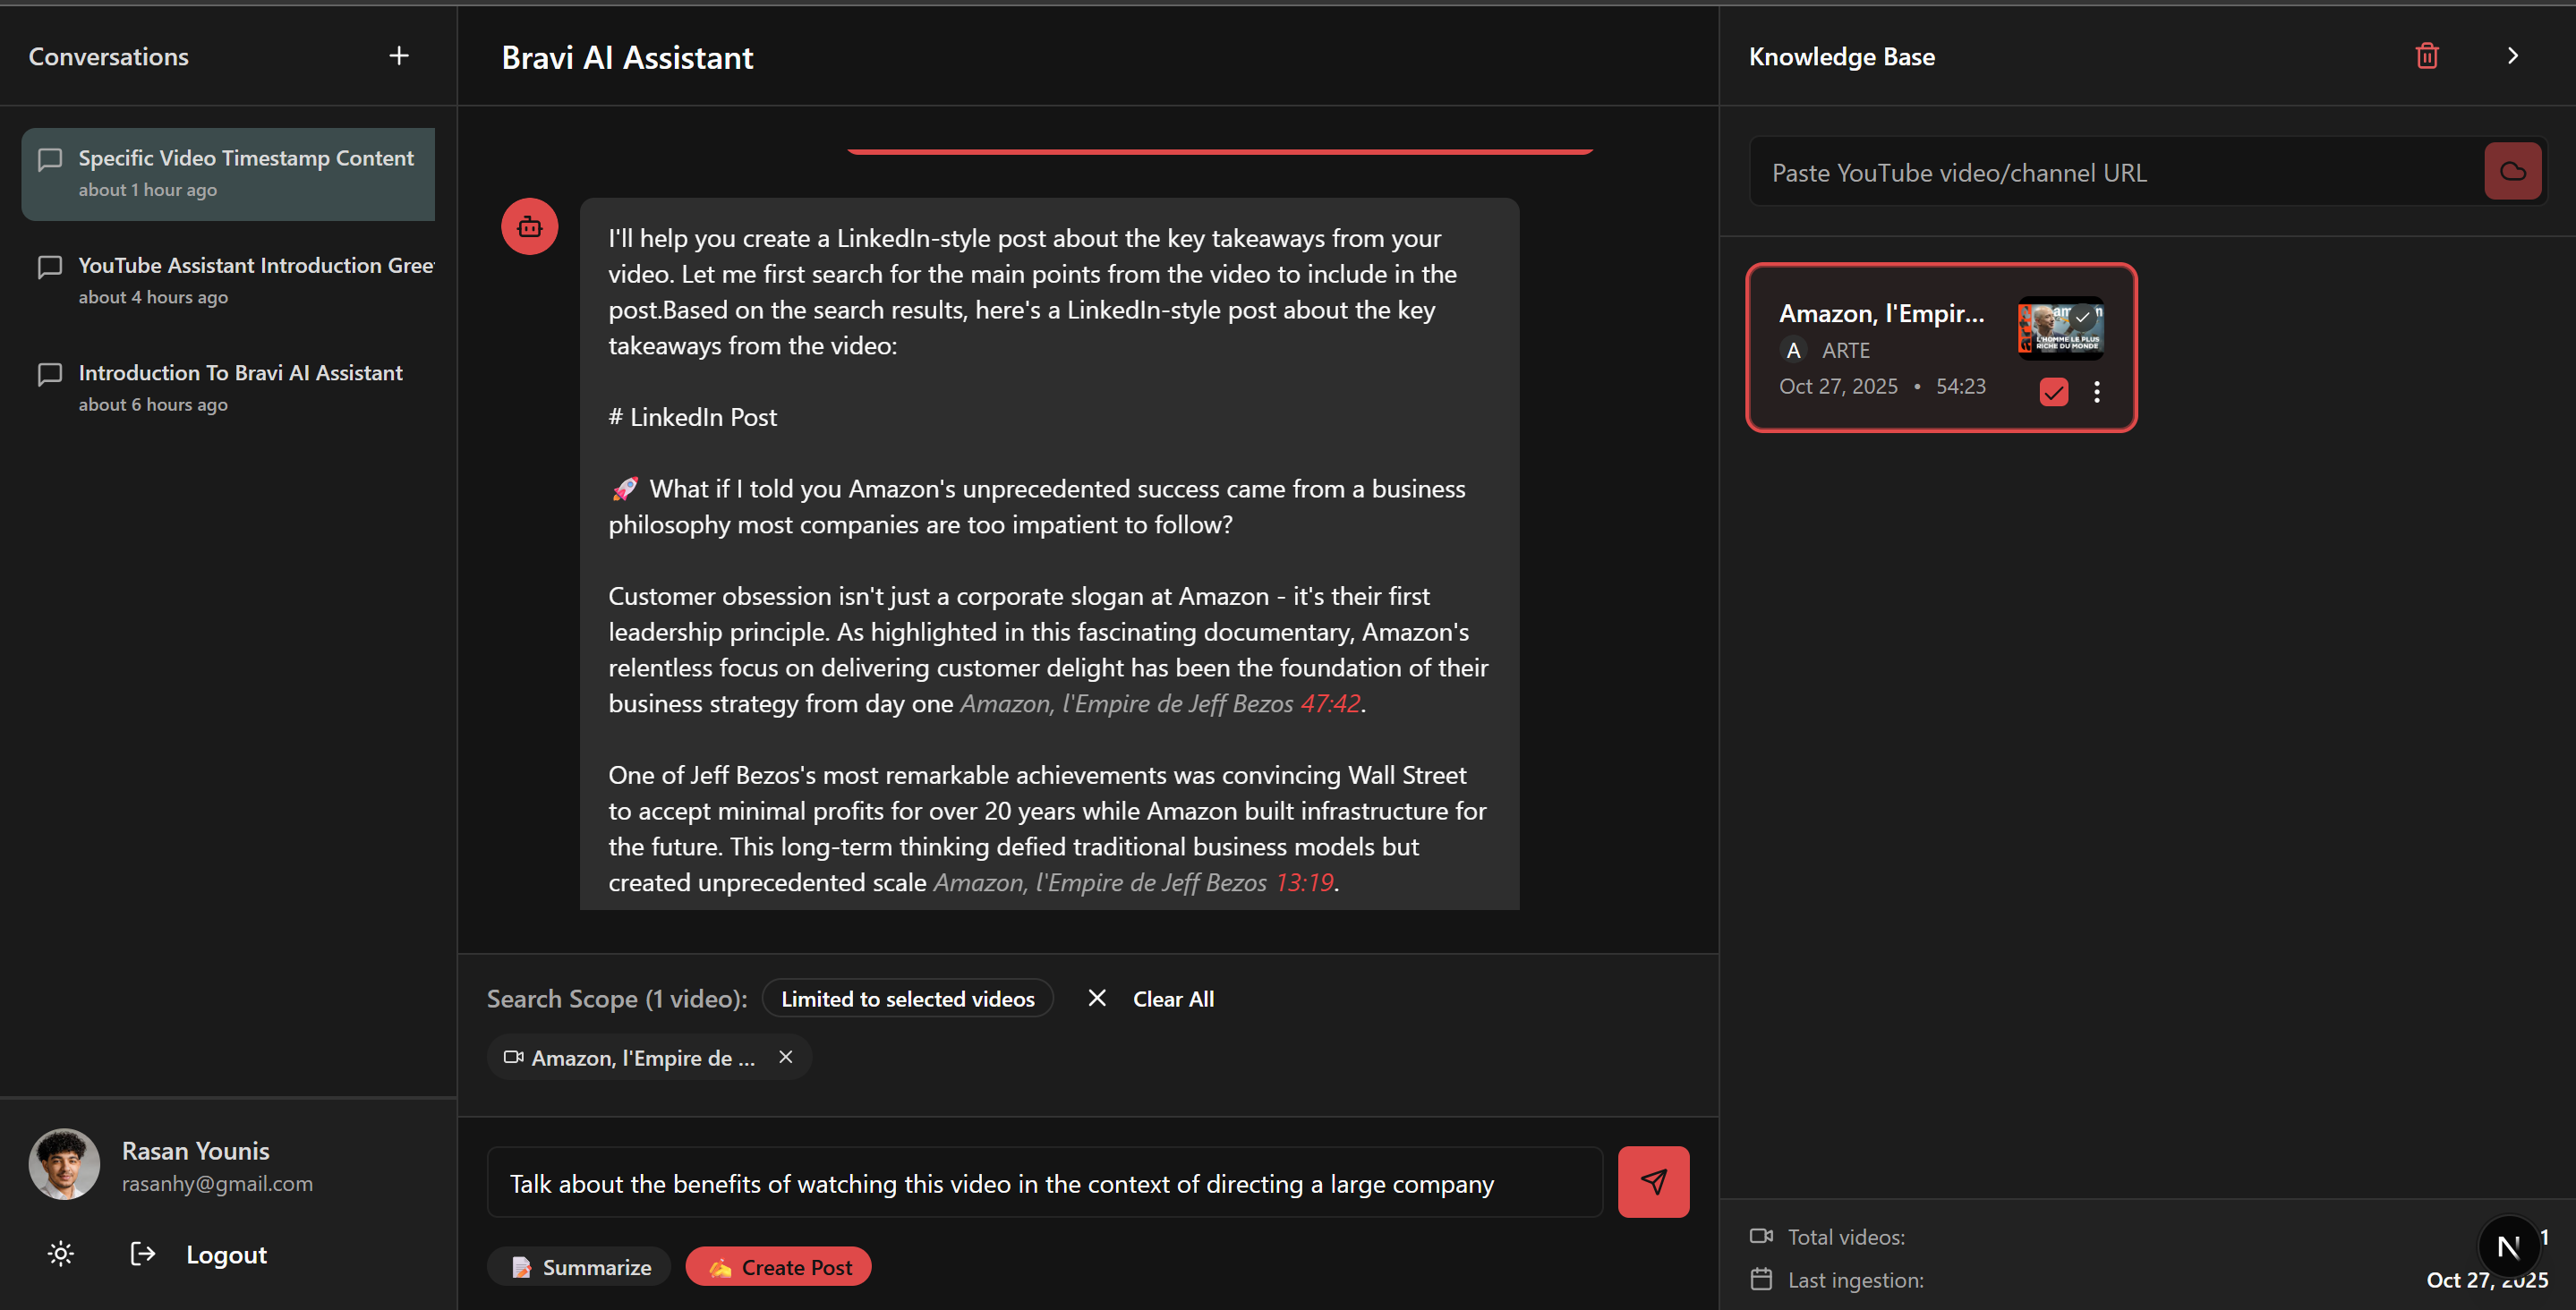 Conversations
Specific Video Timestamp Content
about 1 hour ago
YouTube Assistant Introduction Gree
about 4 hours ago
Introduction To Bravi AI Assistant
about 6 hours ago
Rasan Younis
rasanhy@gmail.com
Logout
Bravi AI Assistant
I'll help you create a LinkedIn-style post about the key takeaways from your
video. Let me first search for the main points from the video to include in the
post.Based on the search results, here's a LinkedIn-style post about the key
takeaways from the video:
# LinkedIn Post
🚀 What if I told you Amazon's unprecedented success came from a business
philosophy most companies are too impatient to follow?
Customer obsession isn't just a corporate slogan at Amazon - it's their first
leadership principle. As highlighted in this fascinating documentary, Amazon's
relentless focus on delivering customer delight has been the foundation of their
business strategy from day one Amazon, l'Empire de Jeff Bezos 47:42.
One of Jeff Bezos's most remarkable achievements was convincing Wall Street
to accept minimal profits for over 20 years while Amazon built infrastructure for
the future. This long-term thinking defied traditional business models but
created unprecedented scale Amazon, l'Empire de Jeff Bezos 13:19.
Search Scope (1 video): Limited to selected videos Clear All
Amazon, l'Empire de ...
Talk about the benefits of watching this video in the context of directing a large company
📝 Summarize ✍️ Create Post
Knowledge Base
Paste YouTube video/channel URL
Amazon, l'Empir...
A ARTE
Oct 27, 2025 • 54:23
L'HOMME LE PLUS
RICHE DU MONDE
Total videos: 1
N
Last ingestion: Oct 27, 2025